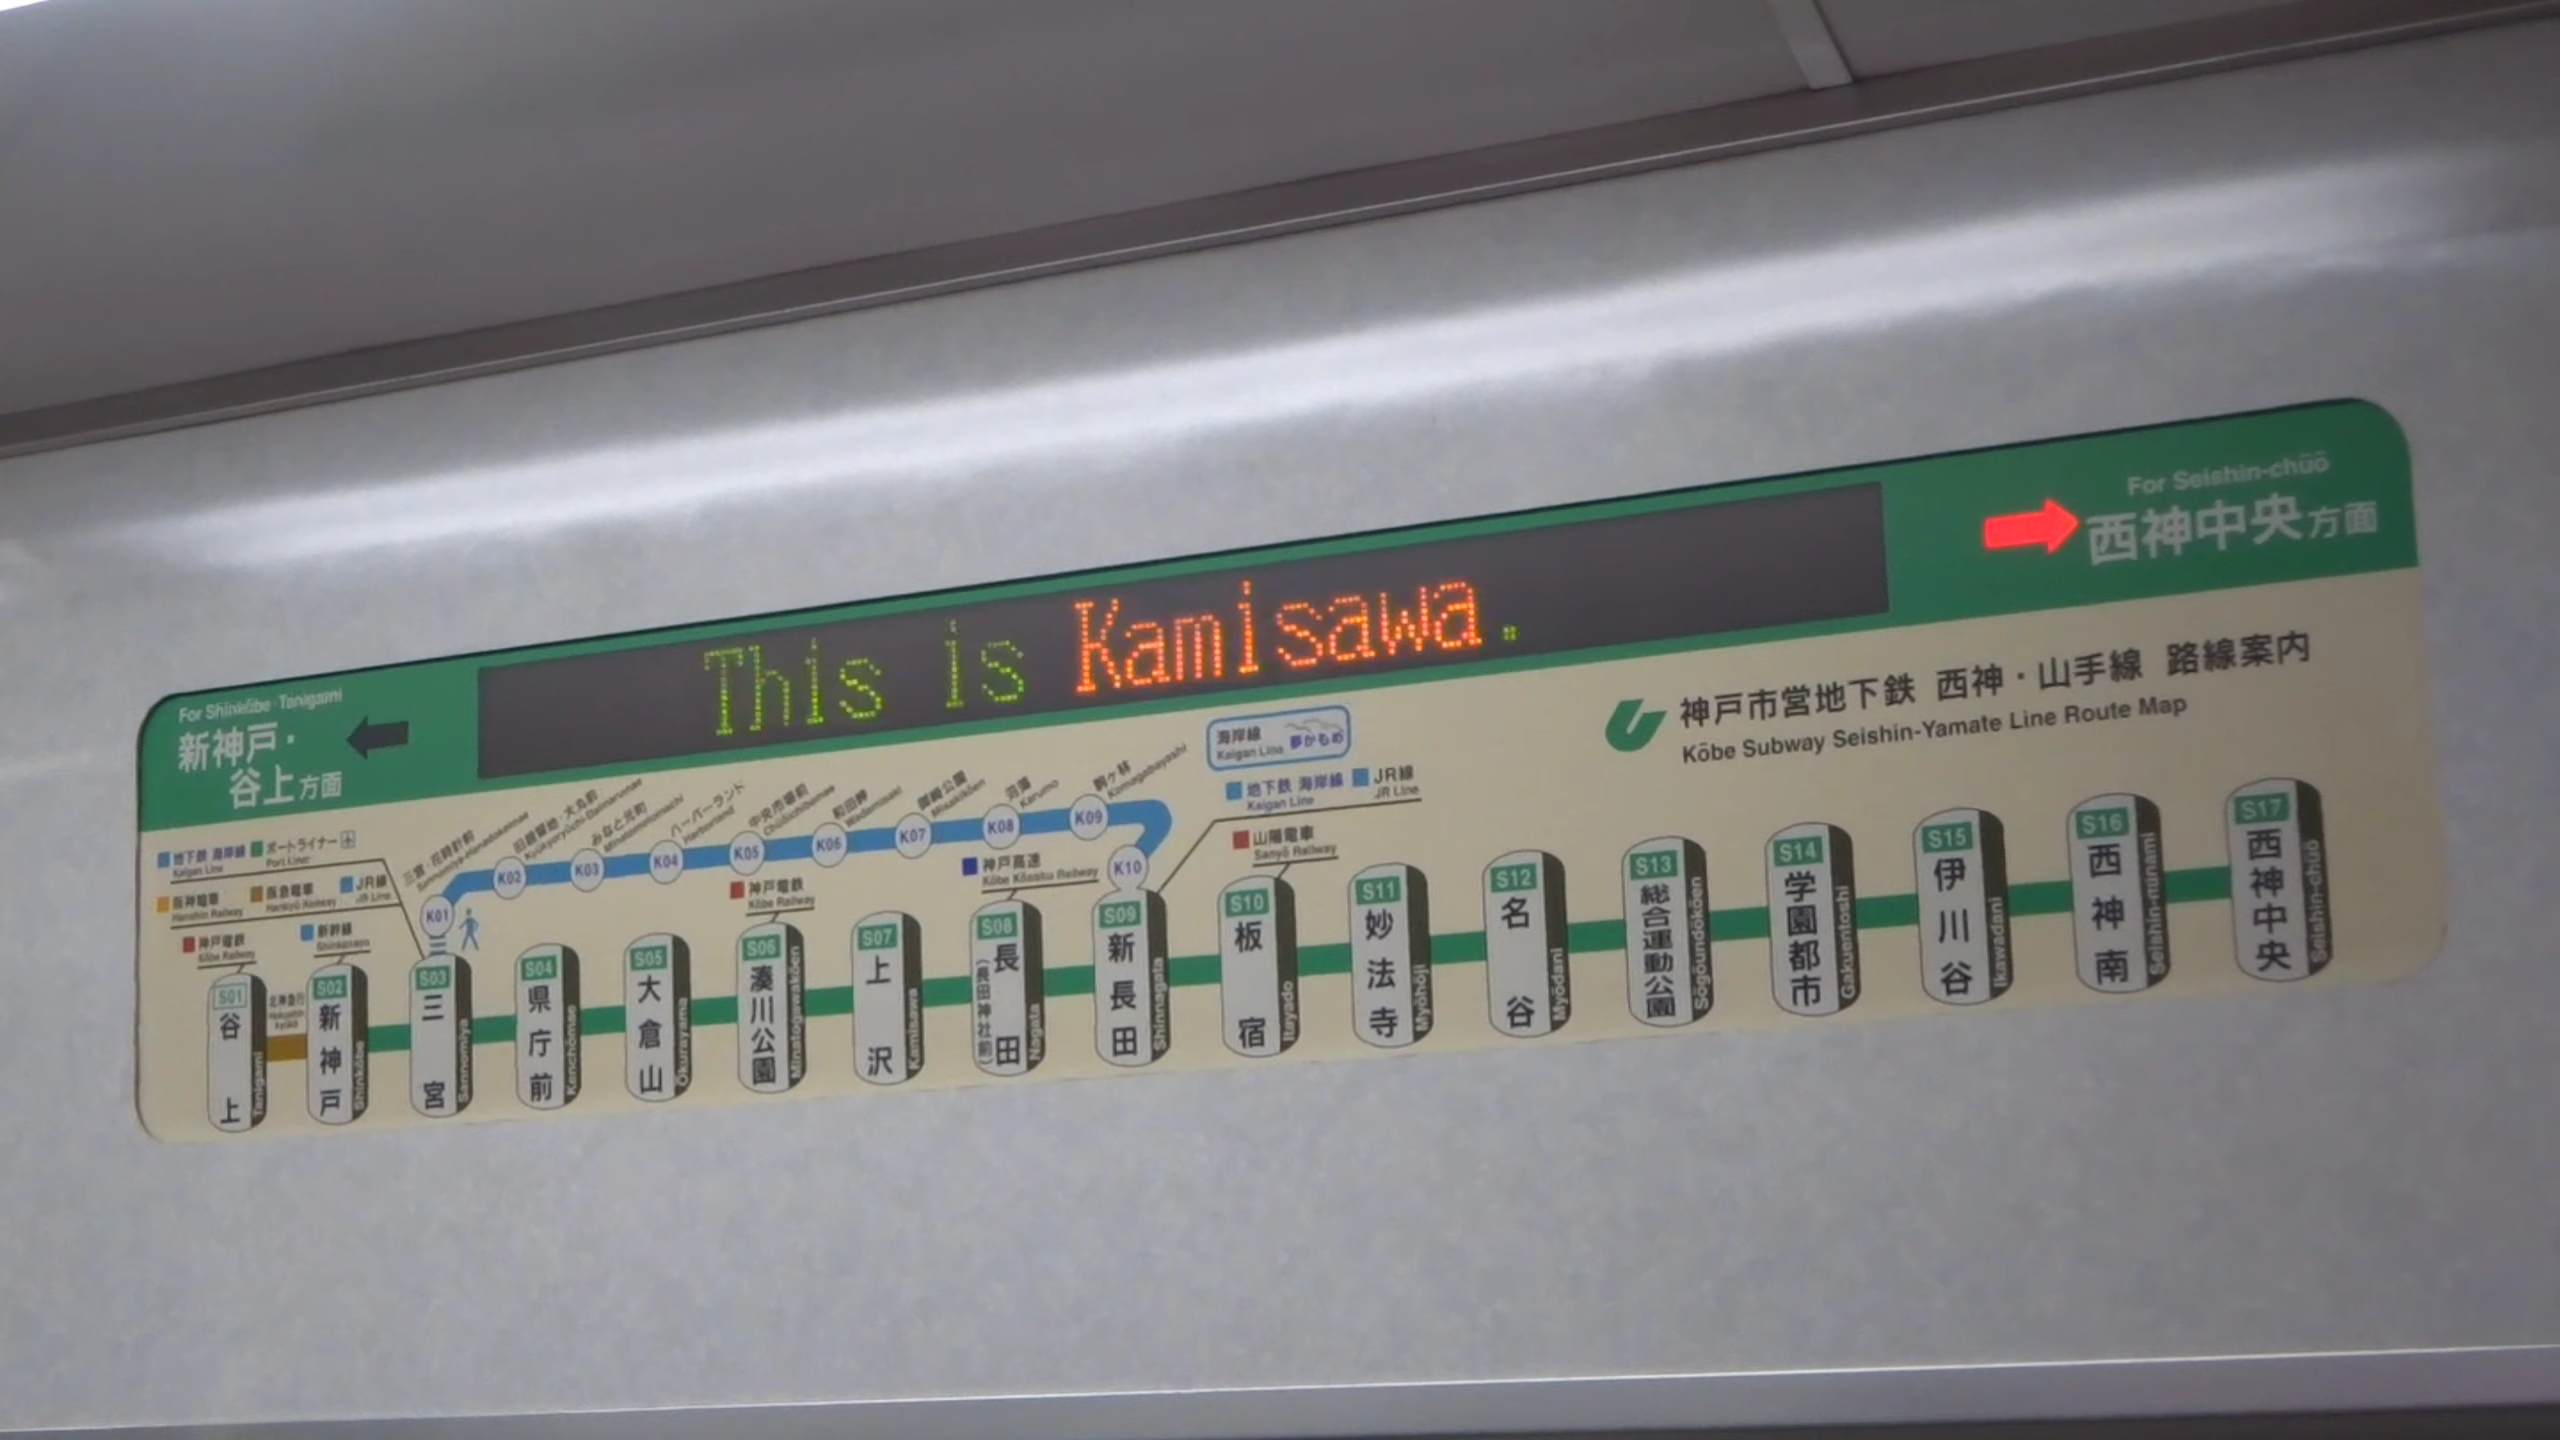 For Shinkōbe・Tanigami
新神戸・
谷上方面
This is Kamisawa.
For Seishin-chūō
西神中央方面
神戸市営地下鉄 西神・山手線 路線案内
Kōbe Subway Seishin-Yamate Line Route Map
海岸線
Kaigan Line
夢かもめ
地下鉄 海岸線 JR線
Kaigan Line JR Line
山陽電車
Sanyō Railway
地下鉄 海岸線 ポートライナー
Kaigan Line Port Liner
阪神電車 阪急電車 JR線
Hanshin Railway Hankyū Railway JR Line
神戸電鉄
Kōbe Railway
新幹線
Shinkansen
神戸電鉄
Kōbe Railway
神戸高速
Kōbe Kōsoku Railway
K01 三宮・花時計前
K02 旧居留地・大丸前 Kyūkyoryūchi-Daimarumae
K03 みなと元町 Minatomotomachi
K04 ハーバーランド Harborland
K05 中央市場前 Chūōichibamae
K06 和田岬 Wadamisaki
K07 御崎公園 Misakikōen
K08 苅藻 Karumo
K09 駒ヶ林 Komagabayashi
K10
S01 谷上 Tanigami
北神急行
S02 新神戸 Shinkōbe
S03 三宮 Sannomiya
S04 県庁前 Kenchōmae
S05 大倉山 Okurayama
S06 湊川公園 Minatogawakōen
S07 上沢 Kamisawa
S08 長田 (長田神社前) Nagata
S09 新長田 Shinnagata
S10 板宿 Itayado
S11 妙法寺 Myōhōji
S12 名谷 Myōdani
S13 総合運動公園 Sōgōundōkōen
S14 学園都市 Gakuentoshi
S15 伊川谷 Ikawadani
S16 西神南 Seishin-minami
S17 西神中央 Seishin-chūō